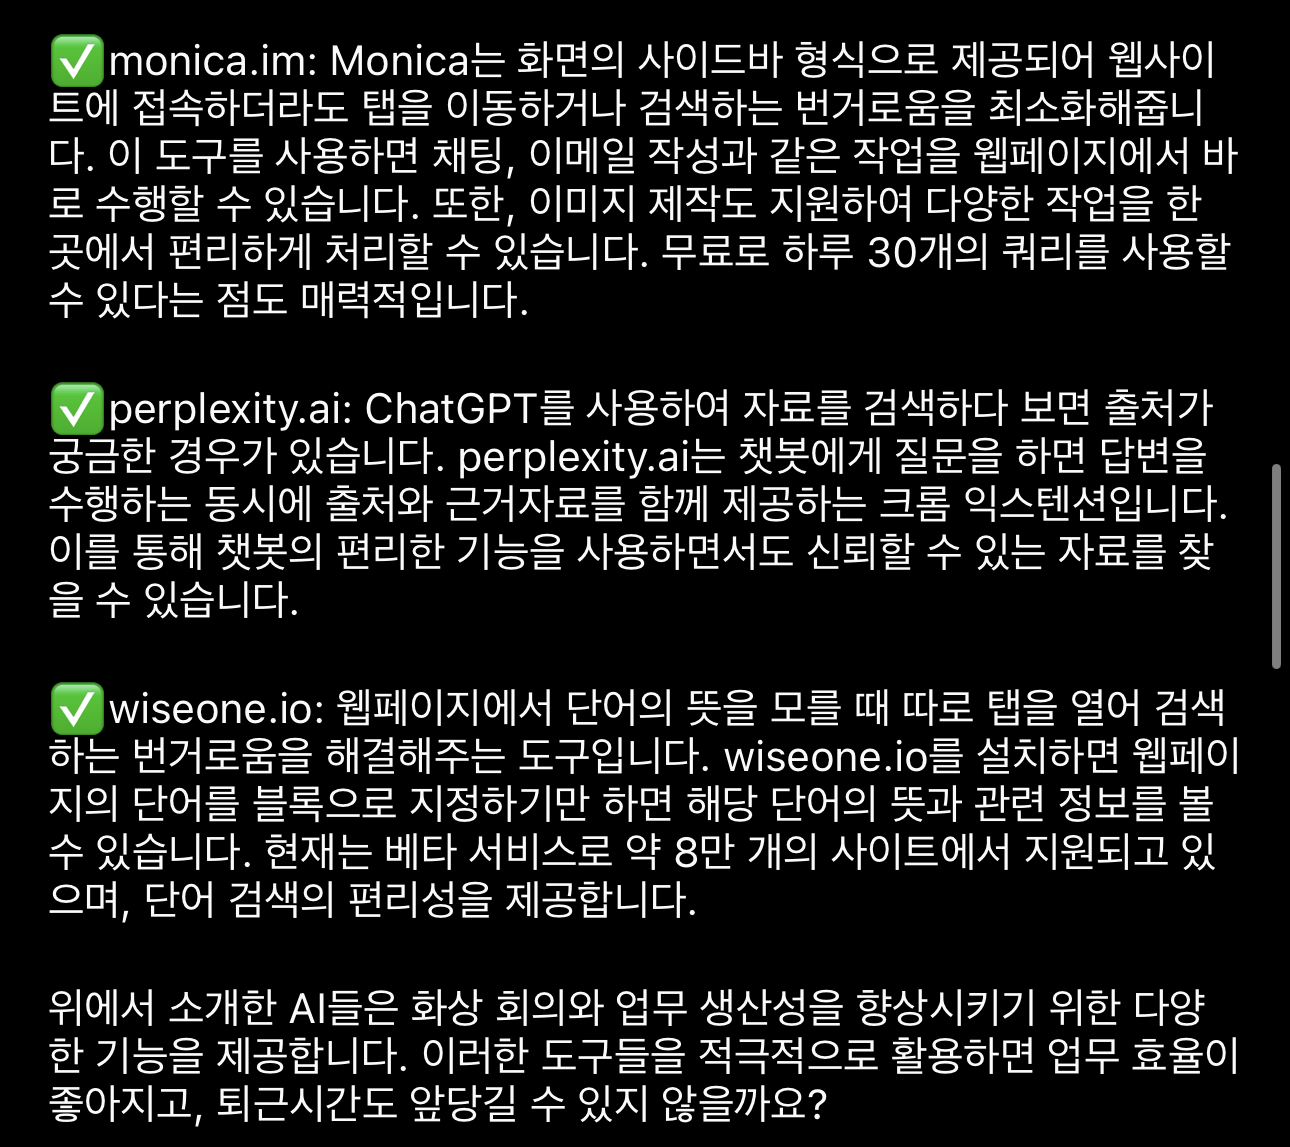 ✅monica.im: Monica는 화면의 사이드바 형식으로 제공되어 웹사이
트에 접속하더라도 탭을 이동하거나 검색하는 번거로움을 최소화해줍니
다. 이 도구를 사용하면 채팅, 이메일 작성과 같은 작업을 웹페이지에서 바
로 수행할 수 있습니다. 또한, 이미지 제작도 지원하여 다양한 작업을 한
곳에서 편리하게 처리할 수 있습니다. 무료로 하루 30개의 쿼리를 사용할
수 있다는 점도 매력적입니다.
✅perplexity.ai: ChatGPT를 사용하여 자료를 검색하다 보면 출처가
궁금한 경우가 있습니다. perplexity.ai는 챗봇에게 질문을 하면 답변을
수행하는 동시에 출처와 근거자료를 함께 제공하는 크롬 익스텐션입니다.
이를 통해 챗봇의 편리한 기능을 사용하면서도 신뢰할 수 있는 자료를 찾
을 수 있습니다.
✅wiseone.io: 웹페이지에서 단어의 뜻을 모를 때 따로 탭을 열어 검색
하는 번거로움을 해결해주는 도구입니다. wiseone.io를 설치하면 웹페이
지의 단어를 블록으로 지정하기만 하면 해당 단어의 뜻과 관련 정보를 볼
수 있습니다. 현재는 베타 서비스로 약 8만 개의 사이트에서 지원되고 있
으며, 단어 검색의 편리성을 제공합니다.
위에서 소개한 AI들은 화상 회의와 업무 생산성을 향상시키기 위한 다양
한 기능을 제공합니다. 이러한 도구들을 적극적으로 활용하면 업무 효율이
좋아지고, 퇴근시간도 앞당길 수 있지 않을까요?